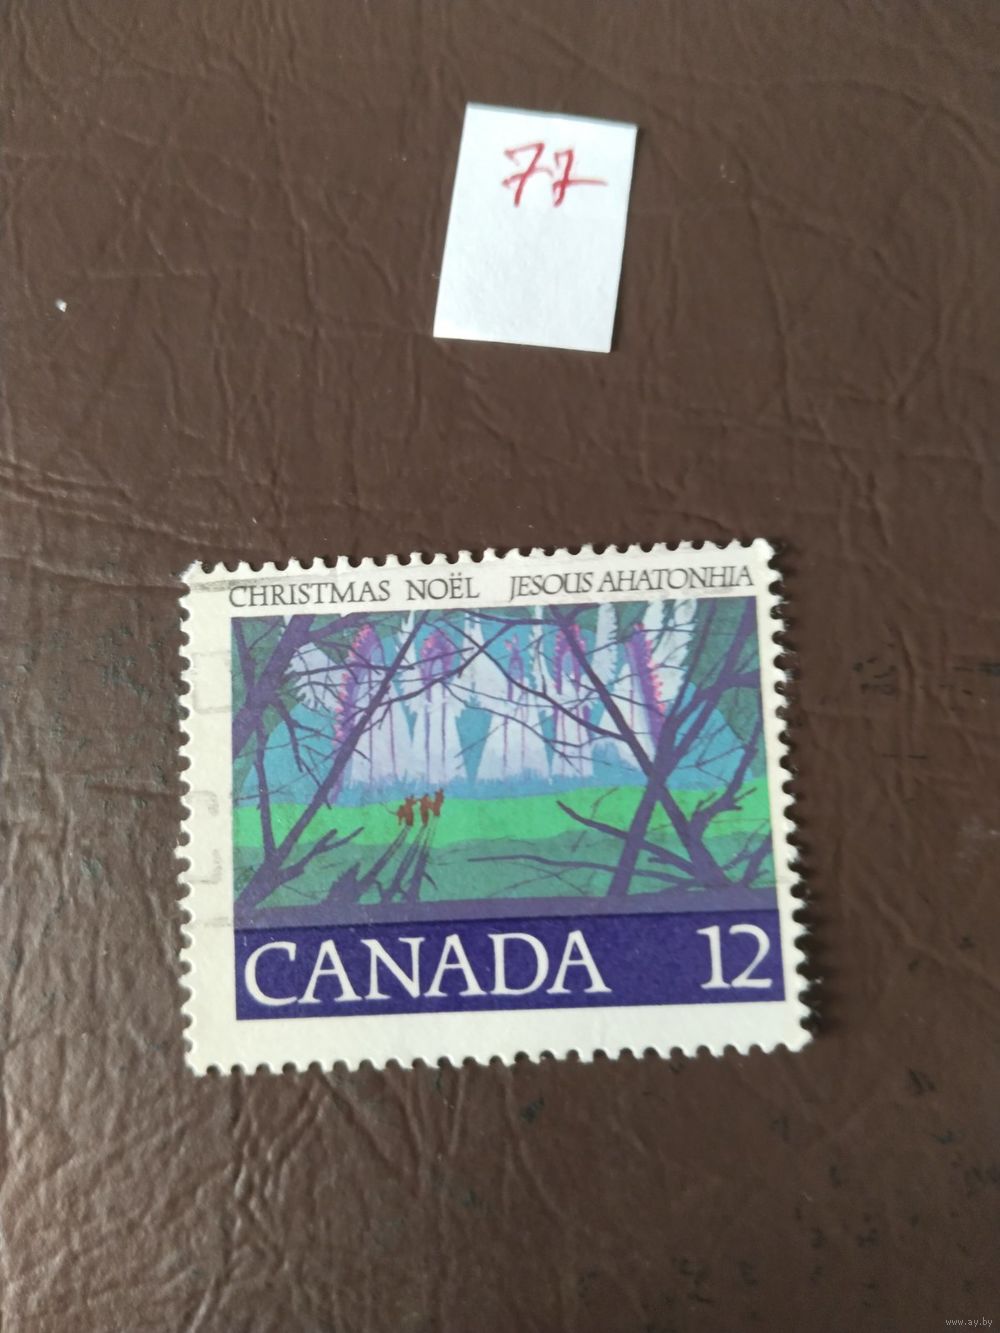 77
CHRISTMAS NOËL JESOUS AHATONHIA
CANADA 12
www.ay.by